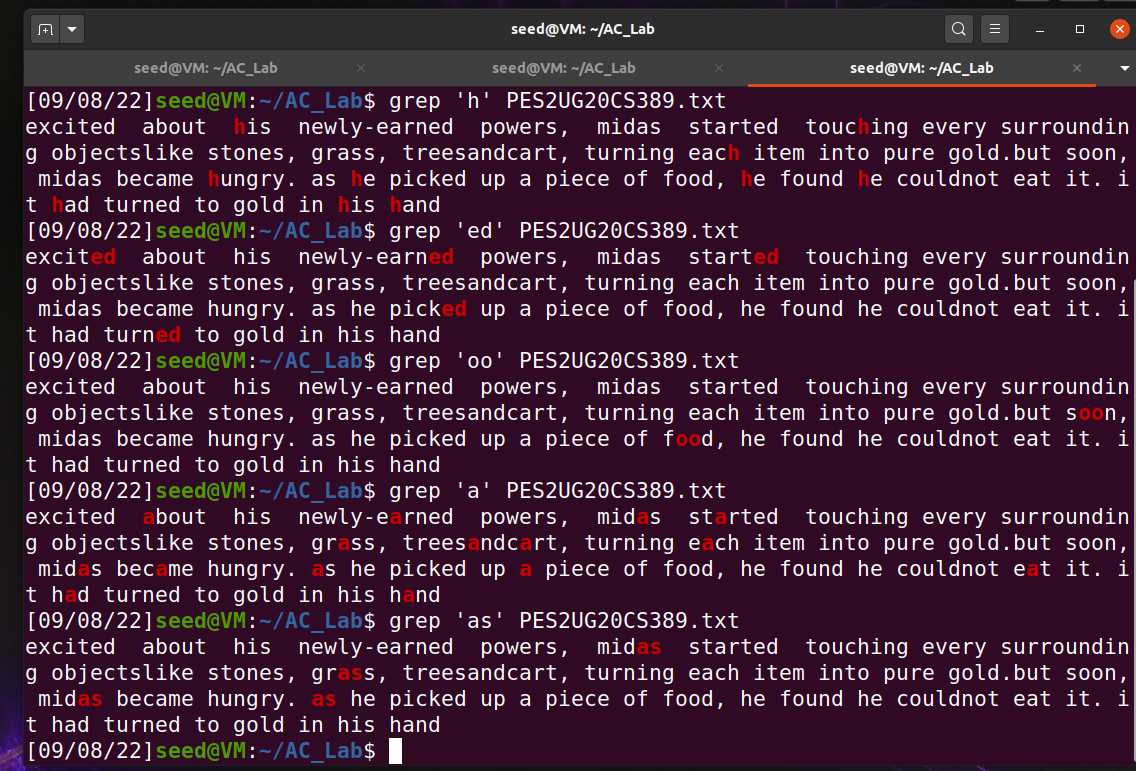 seed@VM: ~/AC_Lab
seed@VM: ~/AC_Lab seed@VM: ~/AC_Lab seed@VM: ~/AC_Lab
[09/08/22]seed@VM:~/AC_Lab$ grep 'h' PES2UG20CS389.txt
excited  about  his  newly-earned  powers,  midas  started  touching every surroundin
g objectslike stones, grass, treesandcart, turning each item into pure gold.but soon,
 midas became hungry. as he picked up a piece of food, he found he couldnot eat it. i
t had turned to gold in his hand
[09/08/22]seed@VM:~/AC_Lab$ grep 'ed' PES2UG20CS389.txt
excited  about  his  newly-earned  powers,  midas  started  touching every surroundin
g objectslike stones, grass, treesandcart, turning each item into pure gold.but soon,
 midas became hungry. as he picked up a piece of food, he found he couldnot eat it. i
t had turned to gold in his hand
[09/08/22]seed@VM:~/AC_Lab$ grep 'oo' PES2UG20CS389.txt
excited  about  his  newly-earned  powers,  midas  started  touching every surroundin
g objectslike stones, grass, treesandcart, turning each item into pure gold.but soon,
 midas became hungry. as he picked up a piece of food, he found he couldnot eat it. i
t had turned to gold in his hand
[09/08/22]seed@VM:~/AC_Lab$ grep 'a' PES2UG20CS389.txt
excited  about  his  newly-earned  powers,  midas  started  touching every surroundin
g objectslike stones, grass, treesandcart, turning each item into pure gold.but soon,
 midas became hungry. as he picked up a piece of food, he found he couldnot eat it. i
t had turned to gold in his hand
[09/08/22]seed@VM:~/AC_Lab$ grep 'as' PES2UG20CS389.txt
excited  about  his  newly-earned  powers,  midas  started  touching every surroundin
g objectslike stones, grass, treesandcart, turning each item into pure gold.but soon,
 midas became hungry. as he picked up a piece of food, he found he couldnot eat it. i
t had turned to gold in his hand
[09/08/22]seed@VM:~/AC_Lab$